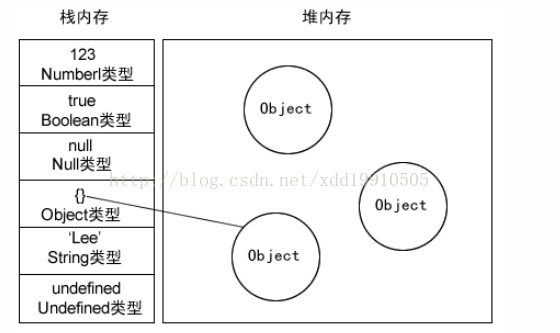 栈内存
堆内存
123
Numberl类型
true
Boolean类型
null
Null类型
{}
Object类型
'Lee'
String类型
undefined
Undefined类型
Object
Object
Object
http://blog.csdn.net/xdd19910505